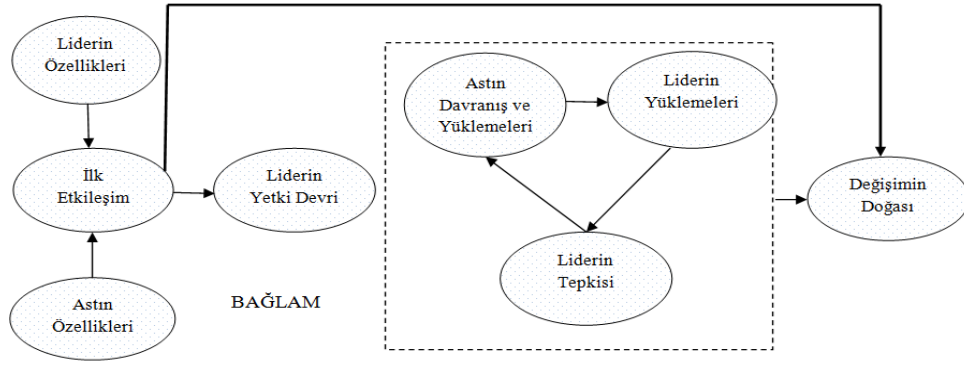 Liderin
Özellikleri
İlk
Etkileşim
Astın
Özellikleri
Liderin
Yetki Devri
BAĞLAM
Astın
Davranış ve
Yüklemeleri
Liderin
Yüklemeleri
Liderin
Tepkisi
Değişimin
Doğası